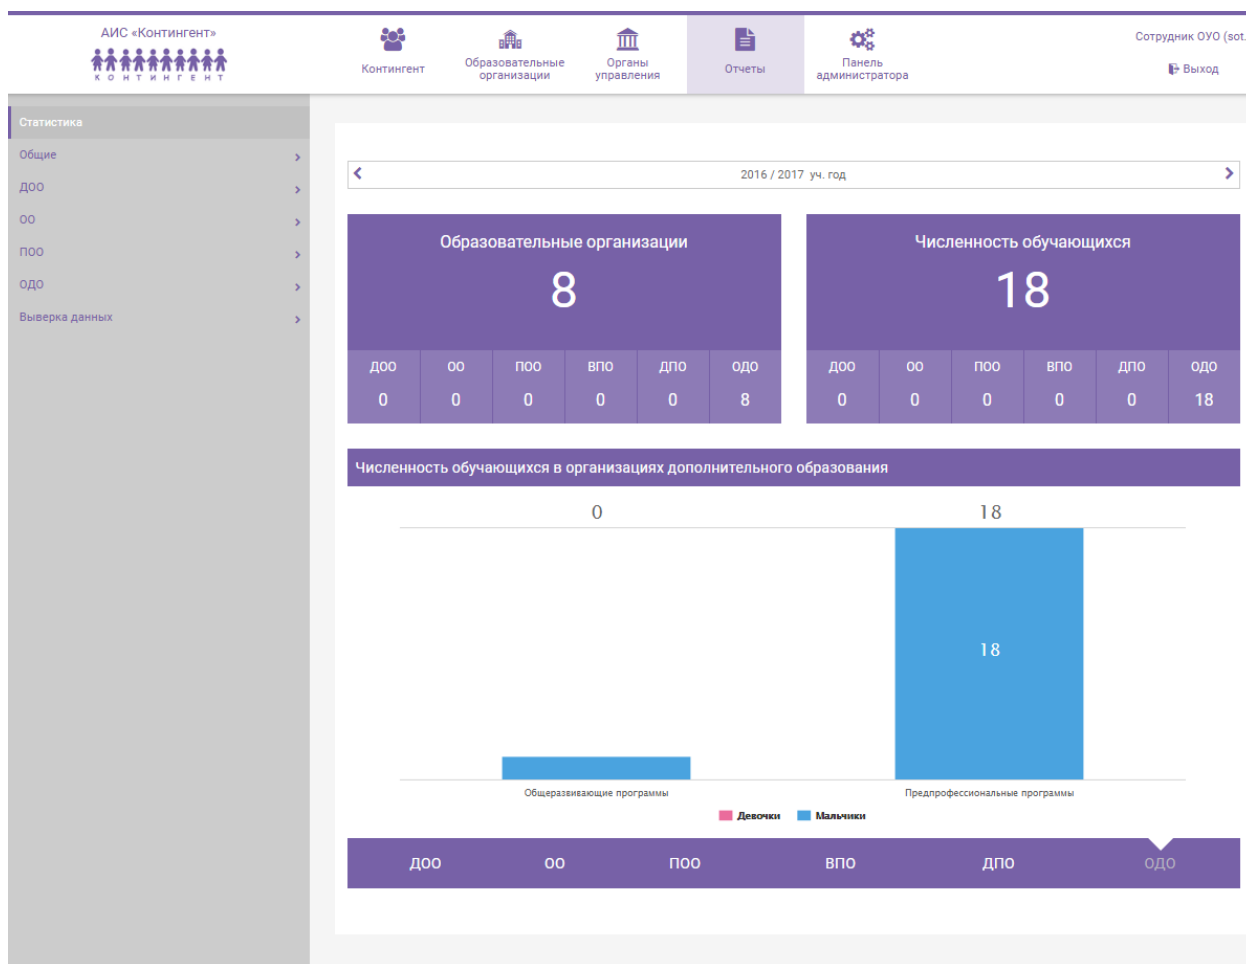 АИС «Контингент»
КОНТИНГЕНТ
Контингент
Образовательные
организации
Органы
управления
Отчеты
Панель
администратора
Сотрудник ОУО (sot.
Выход
Статистика
Общие
ДОО
ОО
ПОО
ОДО
Выверка данных
2016 / 2017 уч. год
Образовательные организации
8
ДОО ОО ПОО ВПО ДПО ОДО
0 0 0 0 0 8
Численность обучающихся
18
ДОО ОО ПОО ВПО ДПО ОДО
0 0 0 0 0 18
Численность обучающихся в организациях дополнительного образования
0 18
18
Общеразвивающие программы Предпрофессиональные программы
Девочки Мальчики
ДОО ОО ПОО ВПО ДПО ОДО